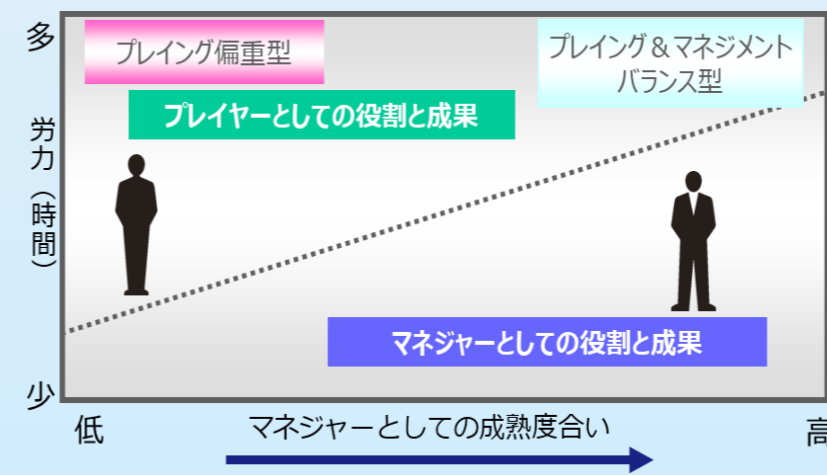 多
プレイング偏重型
プレイング＆マネジメント
バランス型
プレイヤーとしての役割と成果
労力（時間）
マネジャーとしての役割と成果
少
低
マネジャーとしての成熟度合い
高